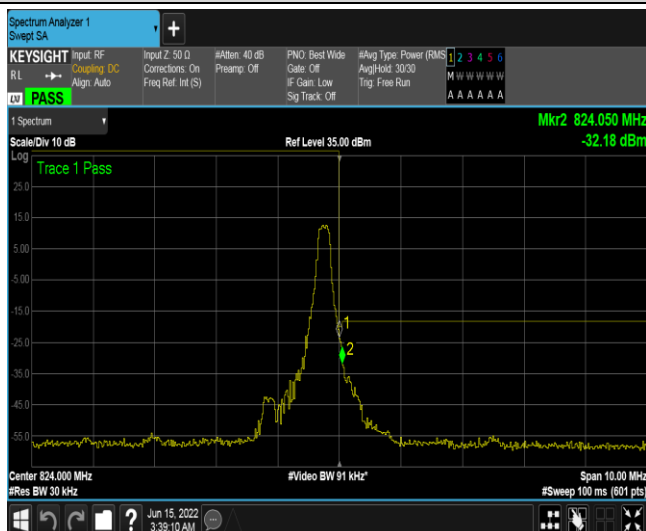 Spectrum Analyzer 1
Swept SA
+
KEYSIGHT
RL
LXI PASS
Input: RF
Coupling: DC
Align: Auto
Input Z: 50 Ω
Corrections: On
Freq Ref: Int (S)
#Atten: 40 dB
Preamp: Off
PNO: Best Wide
Gate: Off
IF Gain: Low
Sig Track: Off
#Avg Type: Power (RMS
Avg|Hold: 30/30
Trig: Free Run
1 2 3 4 5 6
M W W W W W
A A A A A A
1 Spectrum
Mkr2 824.050 MHz
Scale/Div 10 dB
Ref Level 35.00 dBm
-32.18 dBm
Log
Trace 1 Pass
25.0
15.0
5.00
-5.00
-15.0
1
-25.0
2
-35.0
-45.0
-55.0
Center 824.000 MHz
#Video BW 91 kHz*
Span 10.00 MHz
#Res BW 30 kHz
#Sweep 100 ms (601 pts)
?
Jun 15, 2022
3:39:10 AM